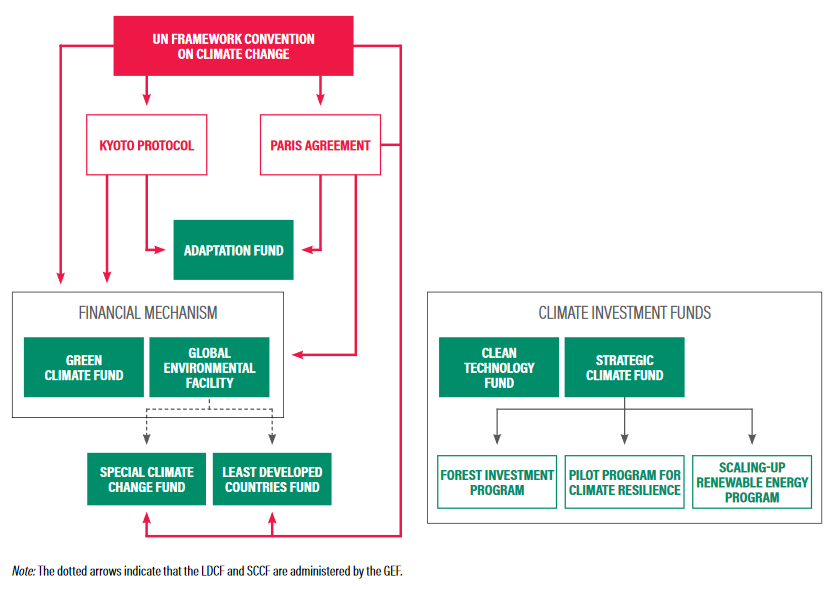 UN FRAMEWORK CONVENTION
ON CLIMATE CHANGE
KYOTO PROTOCOL
PARIS AGREEMENT
ADAPTATION FUND
FINANCIAL MECHANISM
GREEN
CLIMATE FUND
GLOBAL
ENVIRONMENTAL
FACILITY
SPECIAL CLIMATE
CHANGE FUND
LEAST DEVELOPED
COUNTRIES FUND
CLIMATE INVESTMENT FUNDS
CLEAN
TECHNOLOGY
FUND
STRATEGIC
CLIMATE FUND
FOREST INVESTMENT
PROGRAM
PILOT PROGRAM FOR
CLIMATE RESILIENCE
SCALING-UP
RENEWABLE ENERGY
PROGRAM
Note: The dotted arrows indicate that the LDCF and SCCF are administered by the GEF.